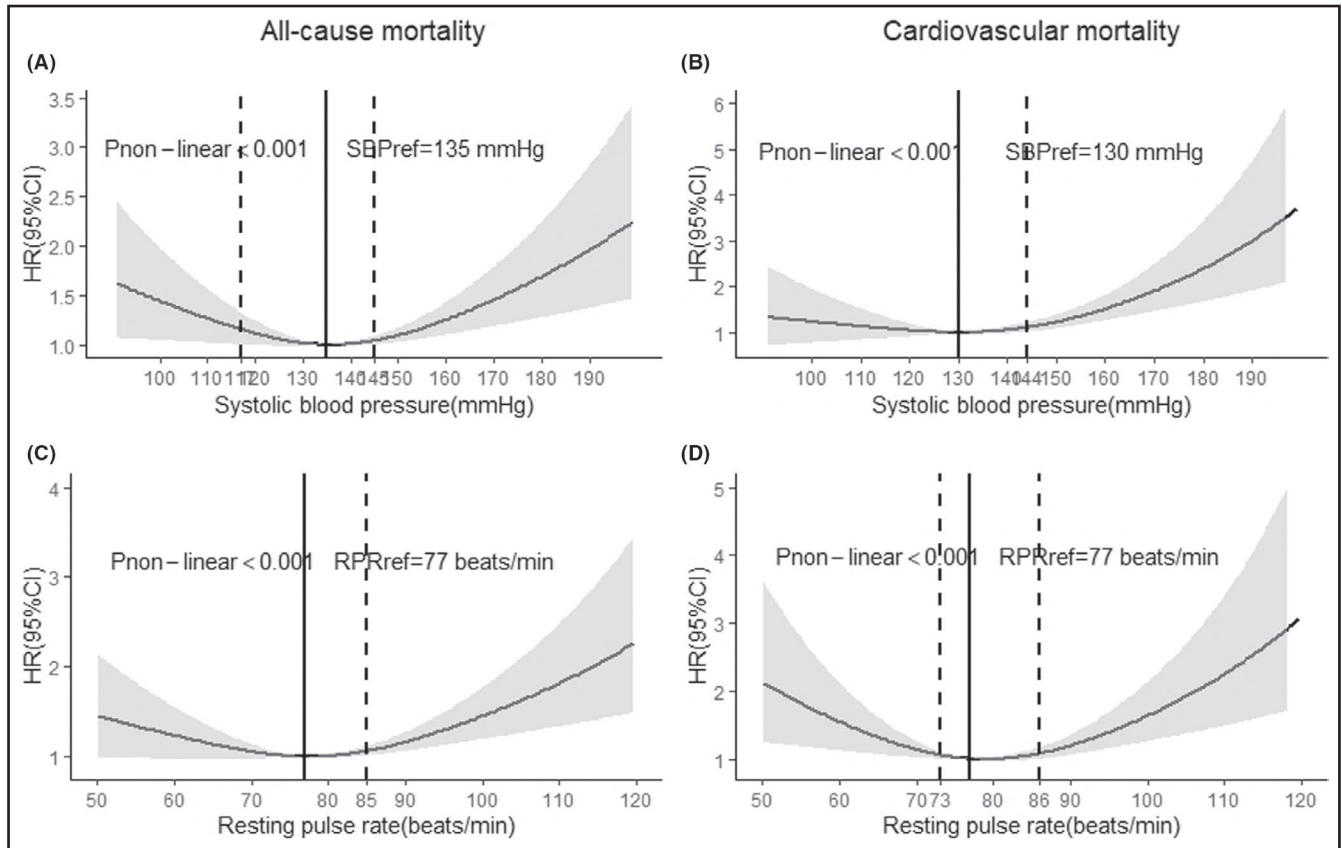 All-cause mortality
Cardiovascular mortality
(A)
HR(95%CI)
3.5
3.0
2.5
2.0
1.5
1.0
Pnon-linear < 0.001
SBPref=135 mmHg
100 110 117 120 130 140 145 150 160 170 180 190
Systolic blood pressure(mmHg)
(B)
HR(95%CI)
6
5
4
3
2
1
Pnon-linear < 0.001
SBPref=130 mmHg
100 110 120 130 140 144 150 160 170 180 190
Systolic blood pressure(mmHg)
(C)
HR(95%CI)
4
3
2
1
Pnon-linear < 0.001
RPRref=77 beats/min
50 60 70 80 85 90 100 110 120
Resting pulse rate(beats/min)
(D)
HR(95%CI)
5
4
3
2
1
Pnon-linear < 0.001
RPRref=77 beats/min
50 60 70 73 80 86 90 100 110 120
Resting pulse rate(beats/min)